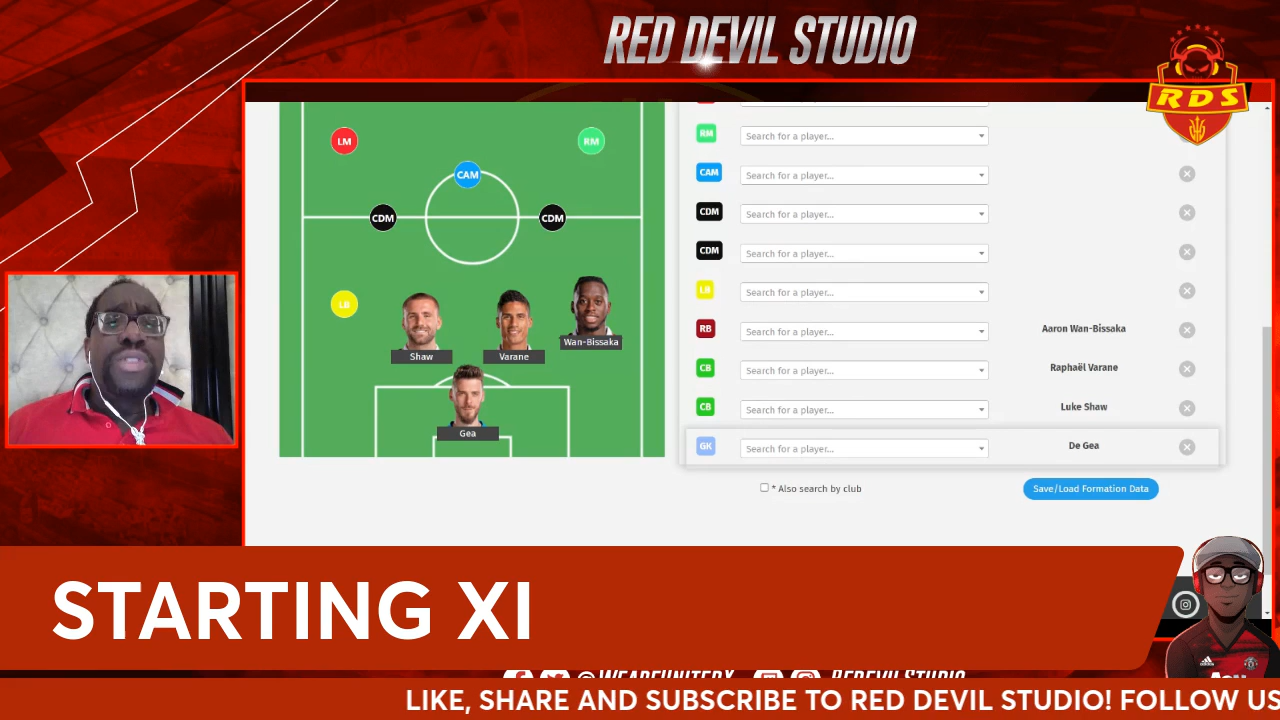 RED DEVIL STUDIO
RDS
LM
RM
CAM
CDM
CDM
LB
Shaw
Varane
Wan-Bissaka
Gea
RM
Search for a player...
CAM
Search for a player...
CDM
Search for a player...
CDM
Search for a player...
LB
Search for a player...
RB
Search for a player...
Aaron Wan-Bissaka
CB
Search for a player...
Raphaël Varane
CB
Search for a player...
Luke Shaw
GK
Search for a player...
De Gea
* Also search by club
Save/Load Formation Data
STARTING XI
LIKE, SHARE AND SUBSCRIBE TO RED DEVIL STUDIO! FOLLOW US